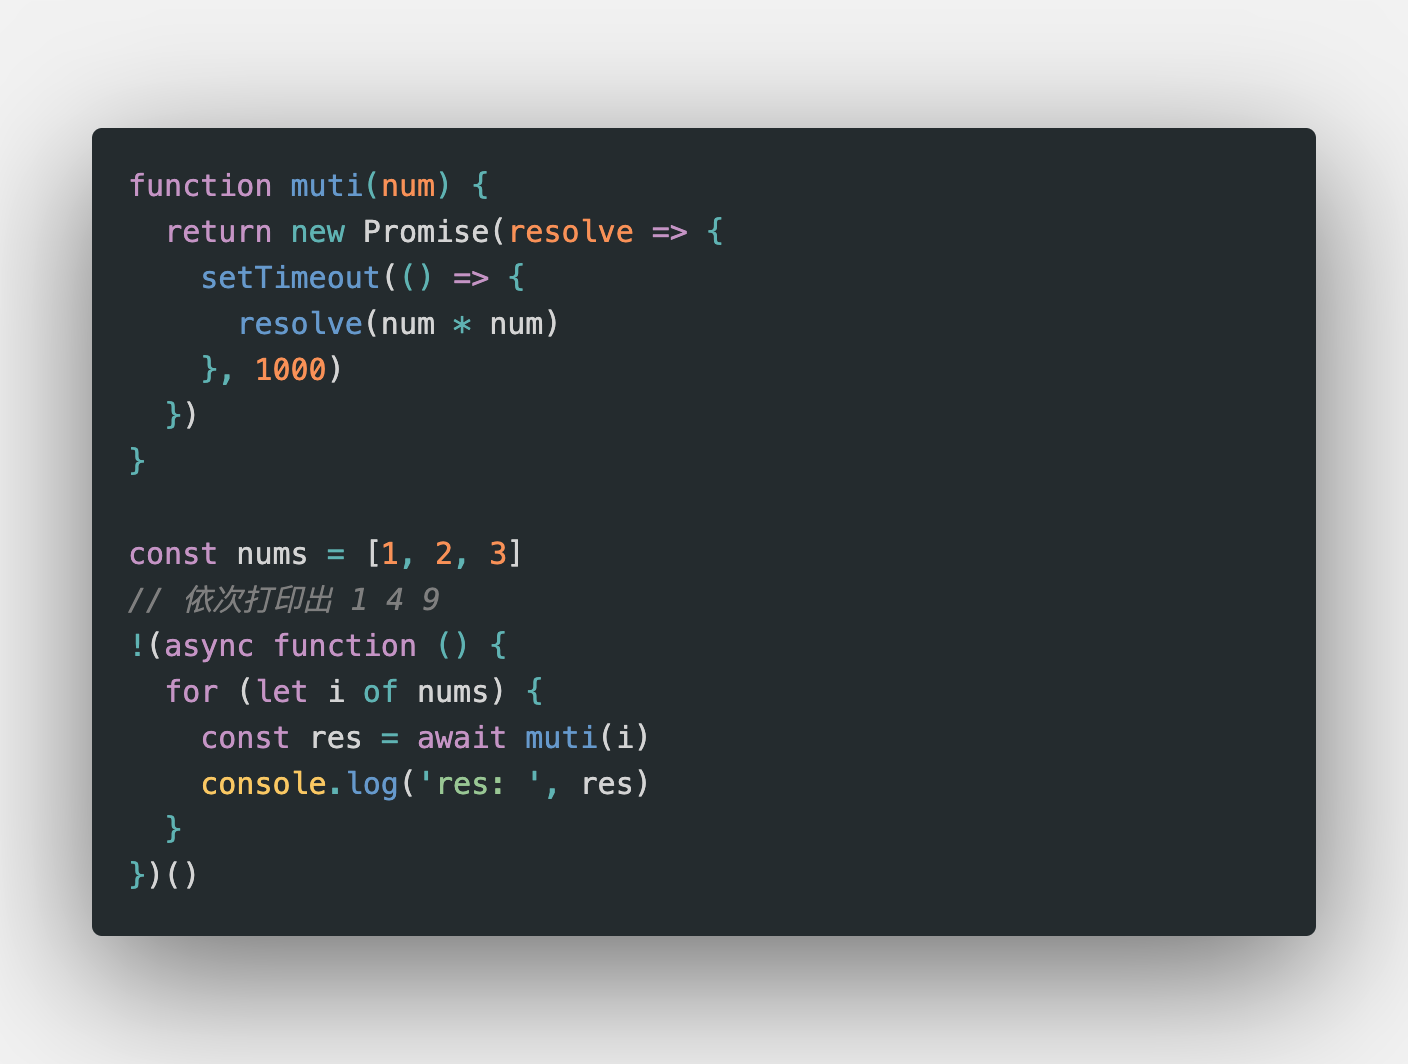 function muti(num) {
  return new Promise(resolve => {
    setTimeout(() => {
      resolve(num * num)
    }, 1000)
  })
}

const nums = [1, 2, 3]
// 依次打印出 1 4 9
!(async function () {
  for (let i of nums) {
    const res = await muti(i)
    console.log('res: ', res)
  }
})()